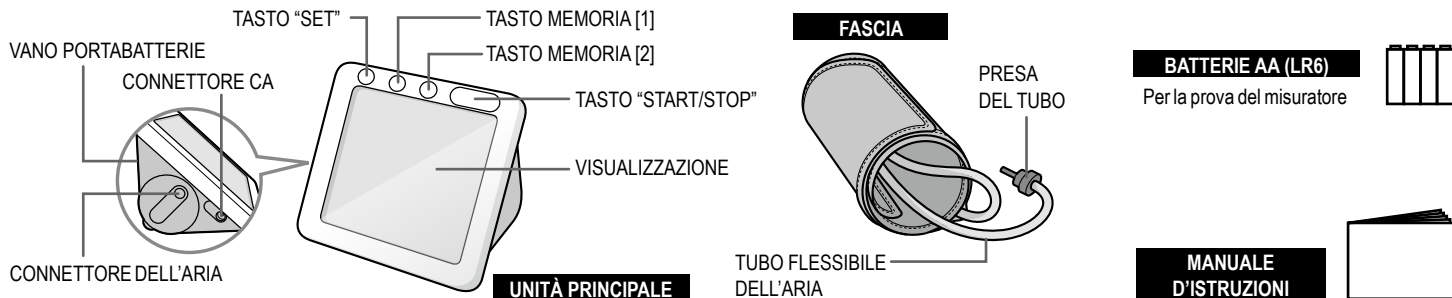 TASTO “SET”
TASTO MEMORIA [1]
VANO PORTABATTERIE
TASTO MEMORIA [2]
CONNETTORE CA
TASTO “START/STOP”
VISUALIZZAZIONE
CONNETTORE DELL’ARIA
UNITÀ PRINCIPALE
FASCIA
PRESA
DEL TUBO
TUBO FLESSIBILE
DELL’ARIA
BATTERIE AA (LR6)
Per la prova del misuratore
MANUALE
D’ISTRUZIONI